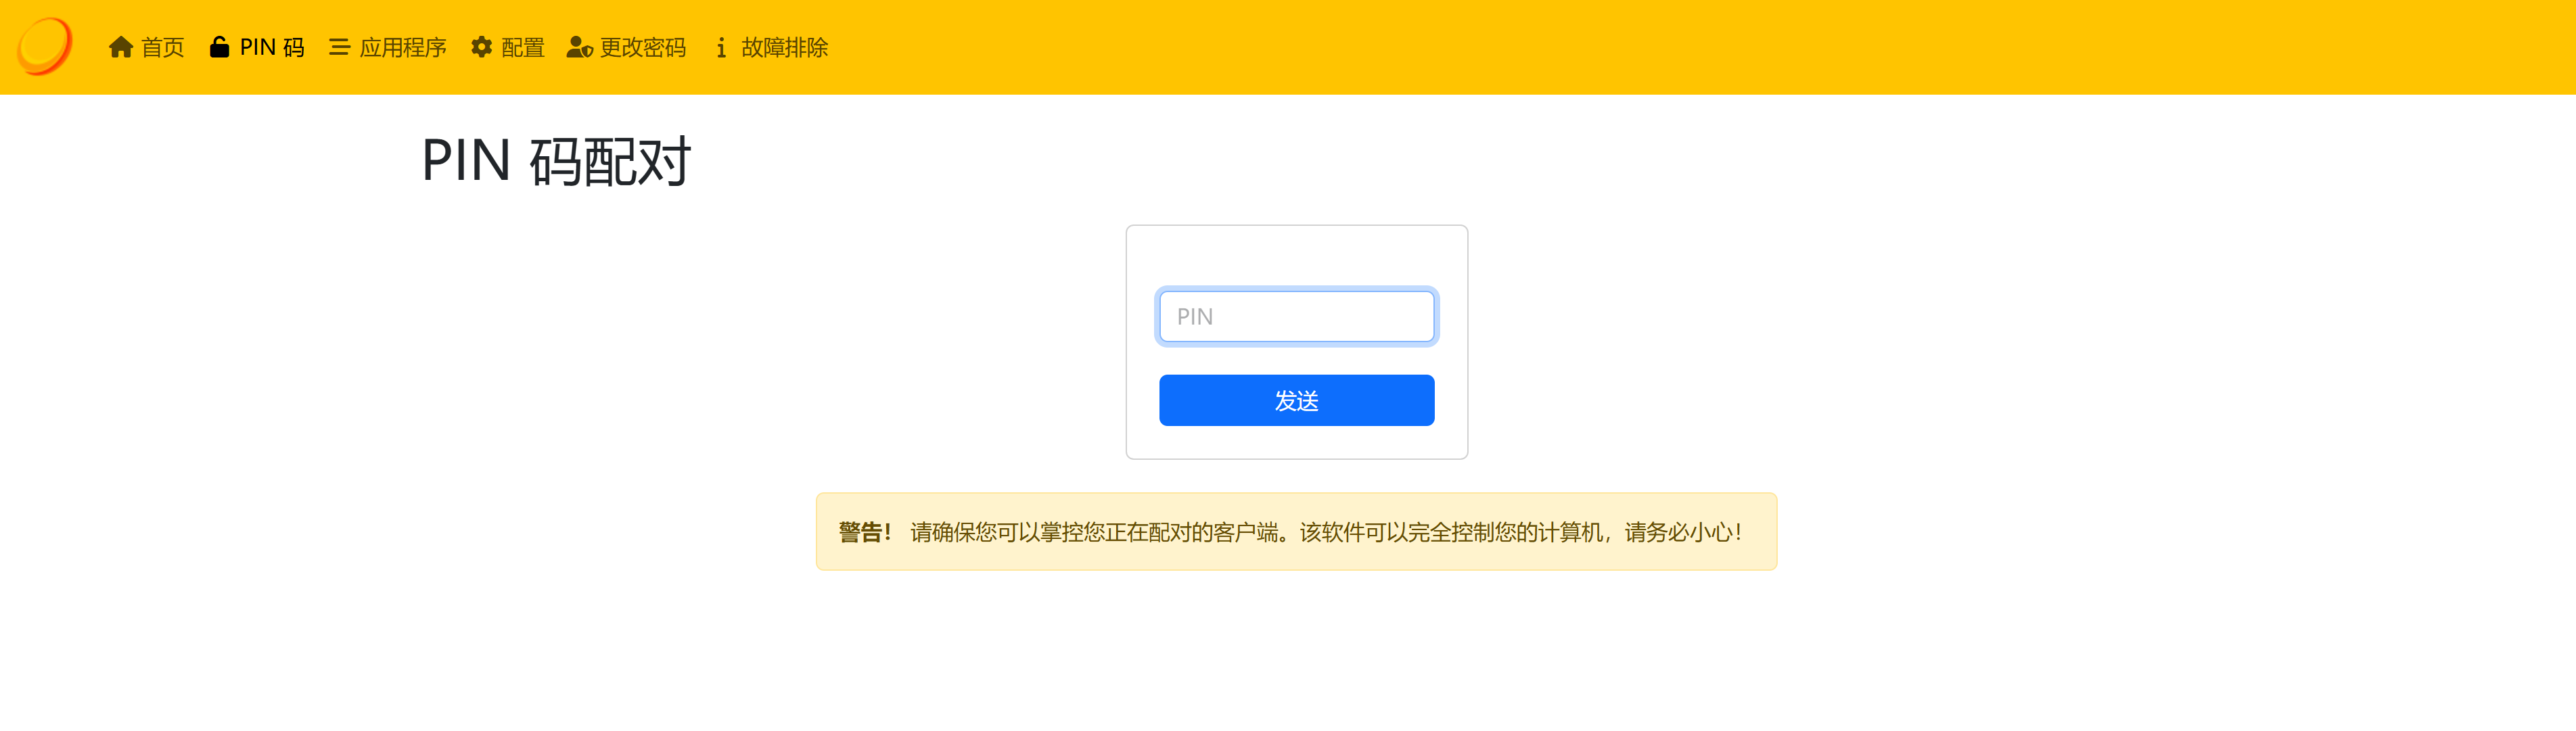 首页 PIN 码 应用程序 配置 更改密码 故障排除
PIN 码配对
PIN
发送
警告！ 请确保您可以掌控您正在配对的客户端。该软件可以完全控制您的计算机，请务必小心！